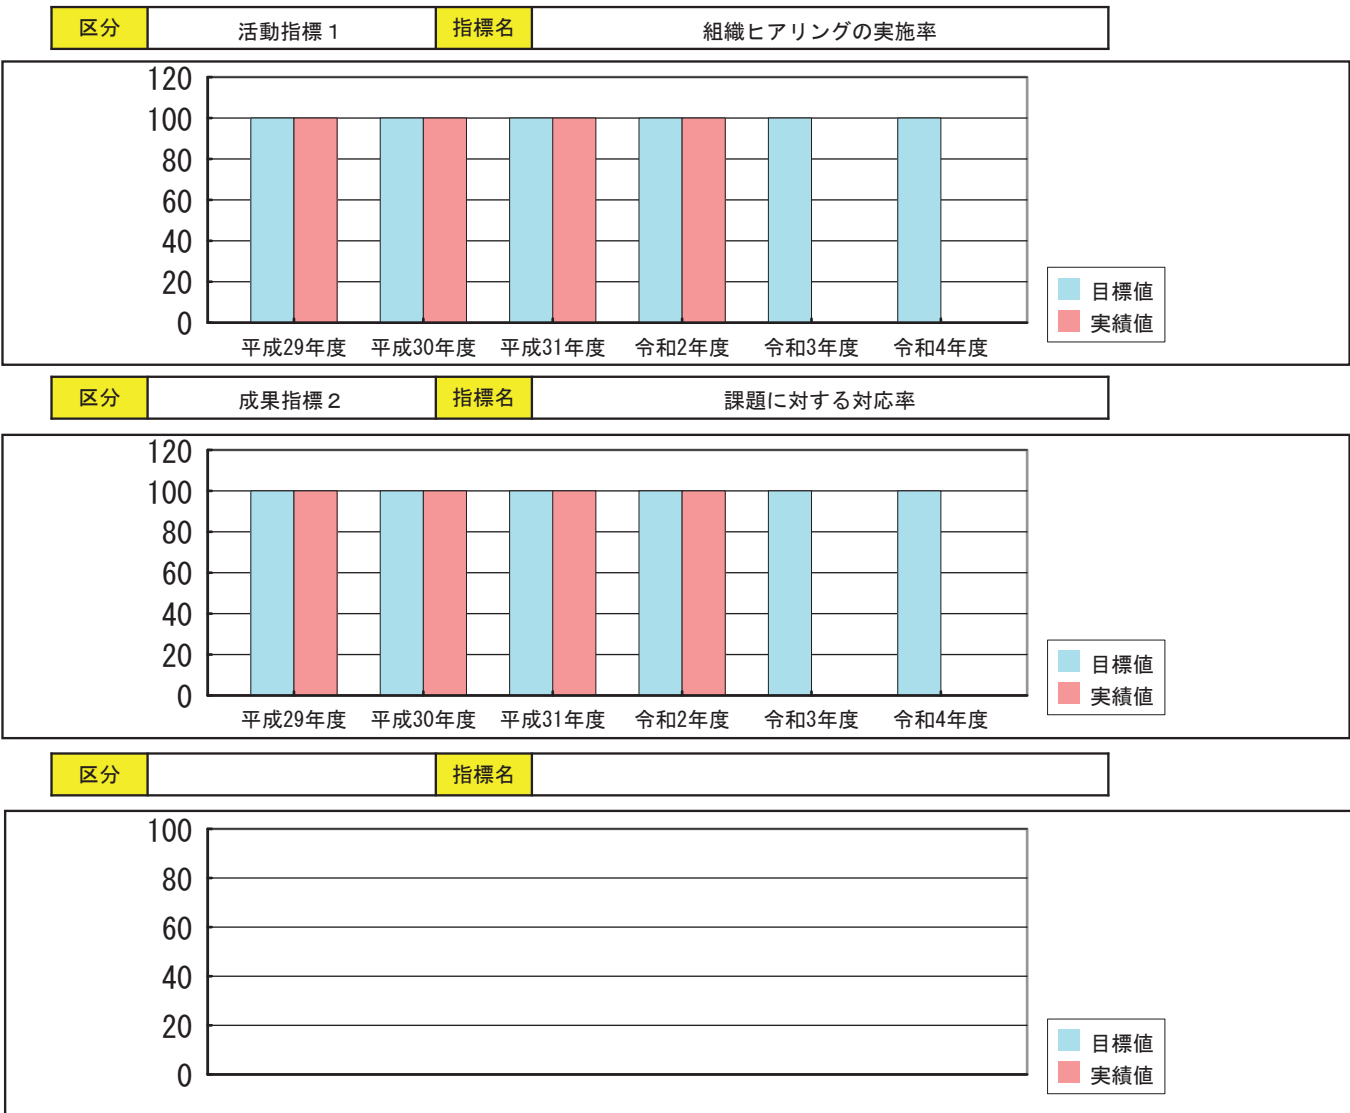 区分 活動指標１ 指標名 組織ヒアリングの実施率
120
100
80
60
40
20
0
平成29年度 平成30年度 平成31年度 令和2年度 令和3年度 令和4年度
目標値
実績値
区分 成果指標２ 指標名 課題に対する対応率
120
100
80
60
40
20
0
平成29年度 平成30年度 平成31年度 令和2年度 令和3年度 令和4年度
目標値
実績値
区分 指標名
100
80
60
40
20
0
目標値
実績値